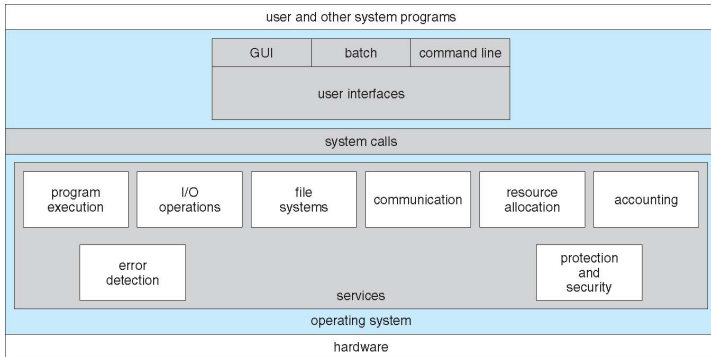 user and other system programs
GUI
batch
command line
user interfaces
system calls
program
execution
I/O
operations
file
systems
communication
resource
allocation
accounting
error
detection
protection
and
security
services
operating system
hardware